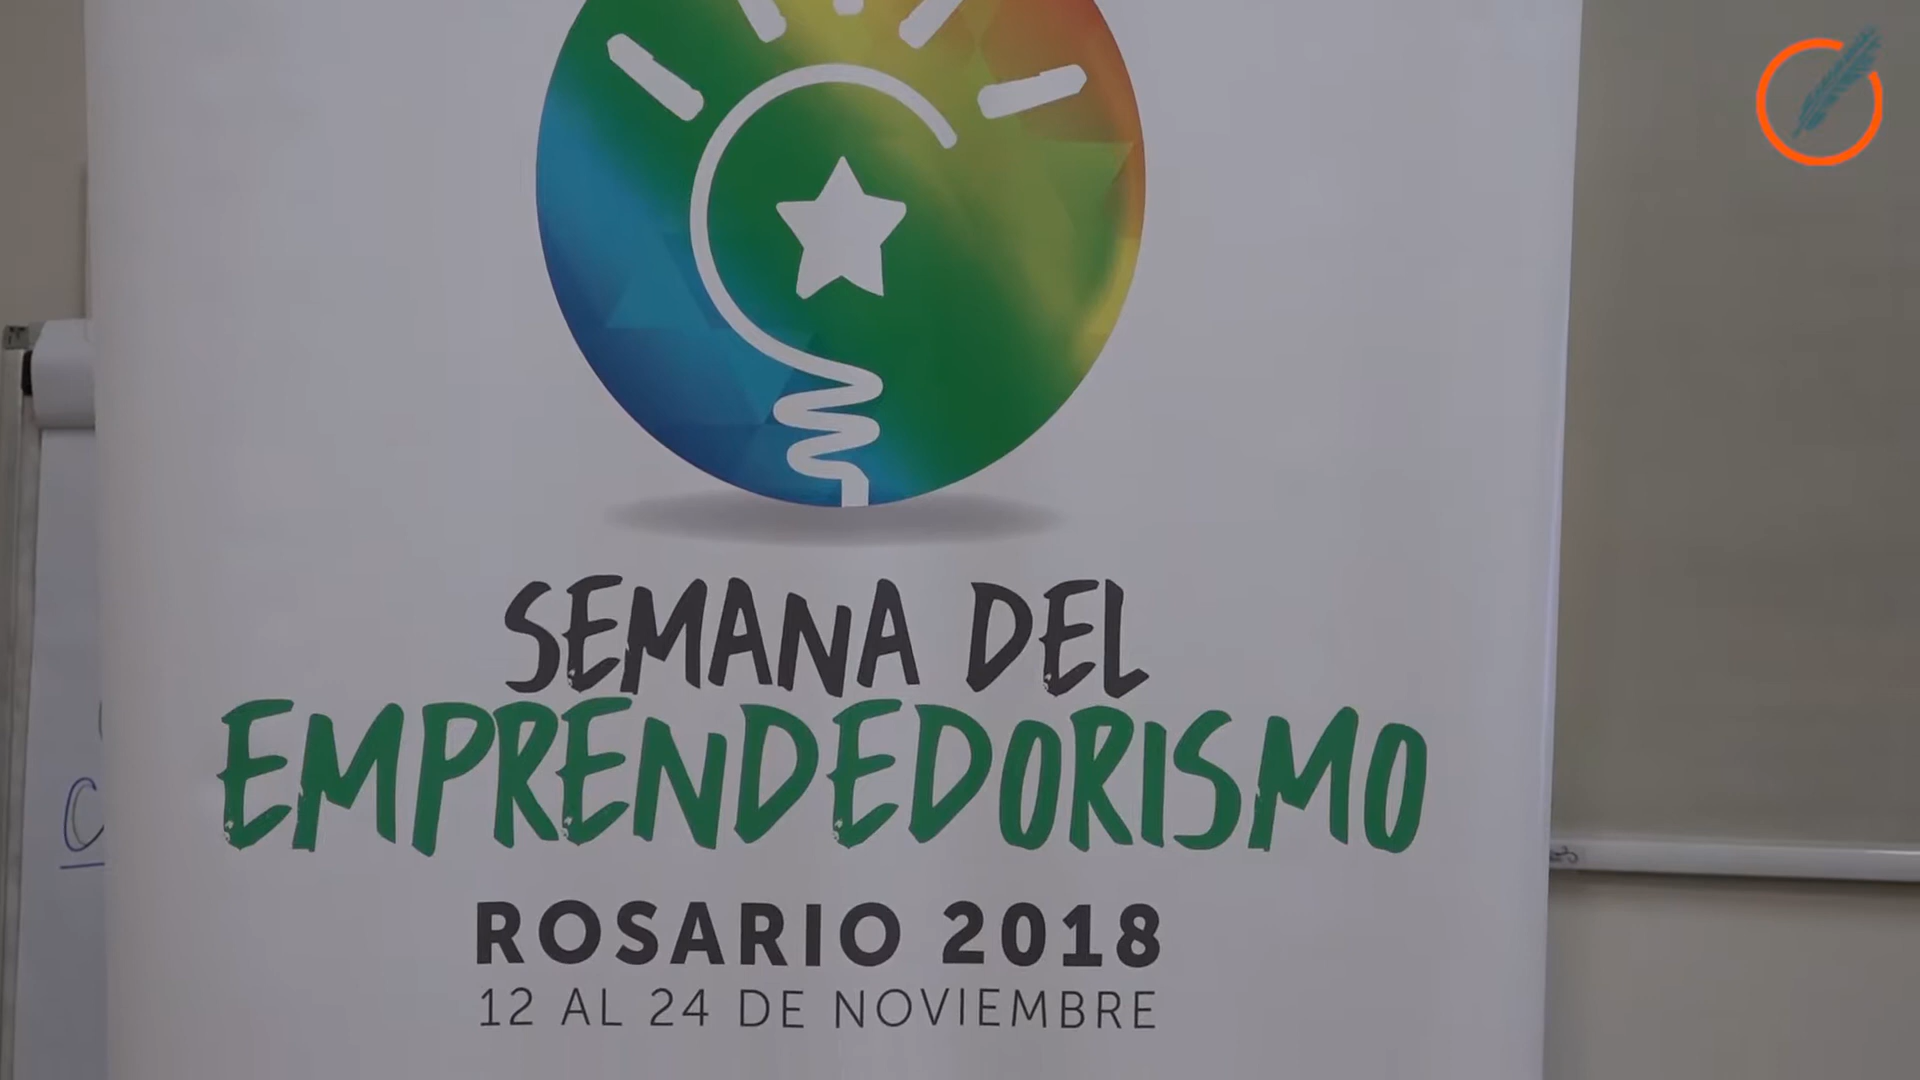 SEMANA DEL
EMPRENDEDORISMO
ROSARIO 2018
12 AL 24 DE NOVIEMBRE